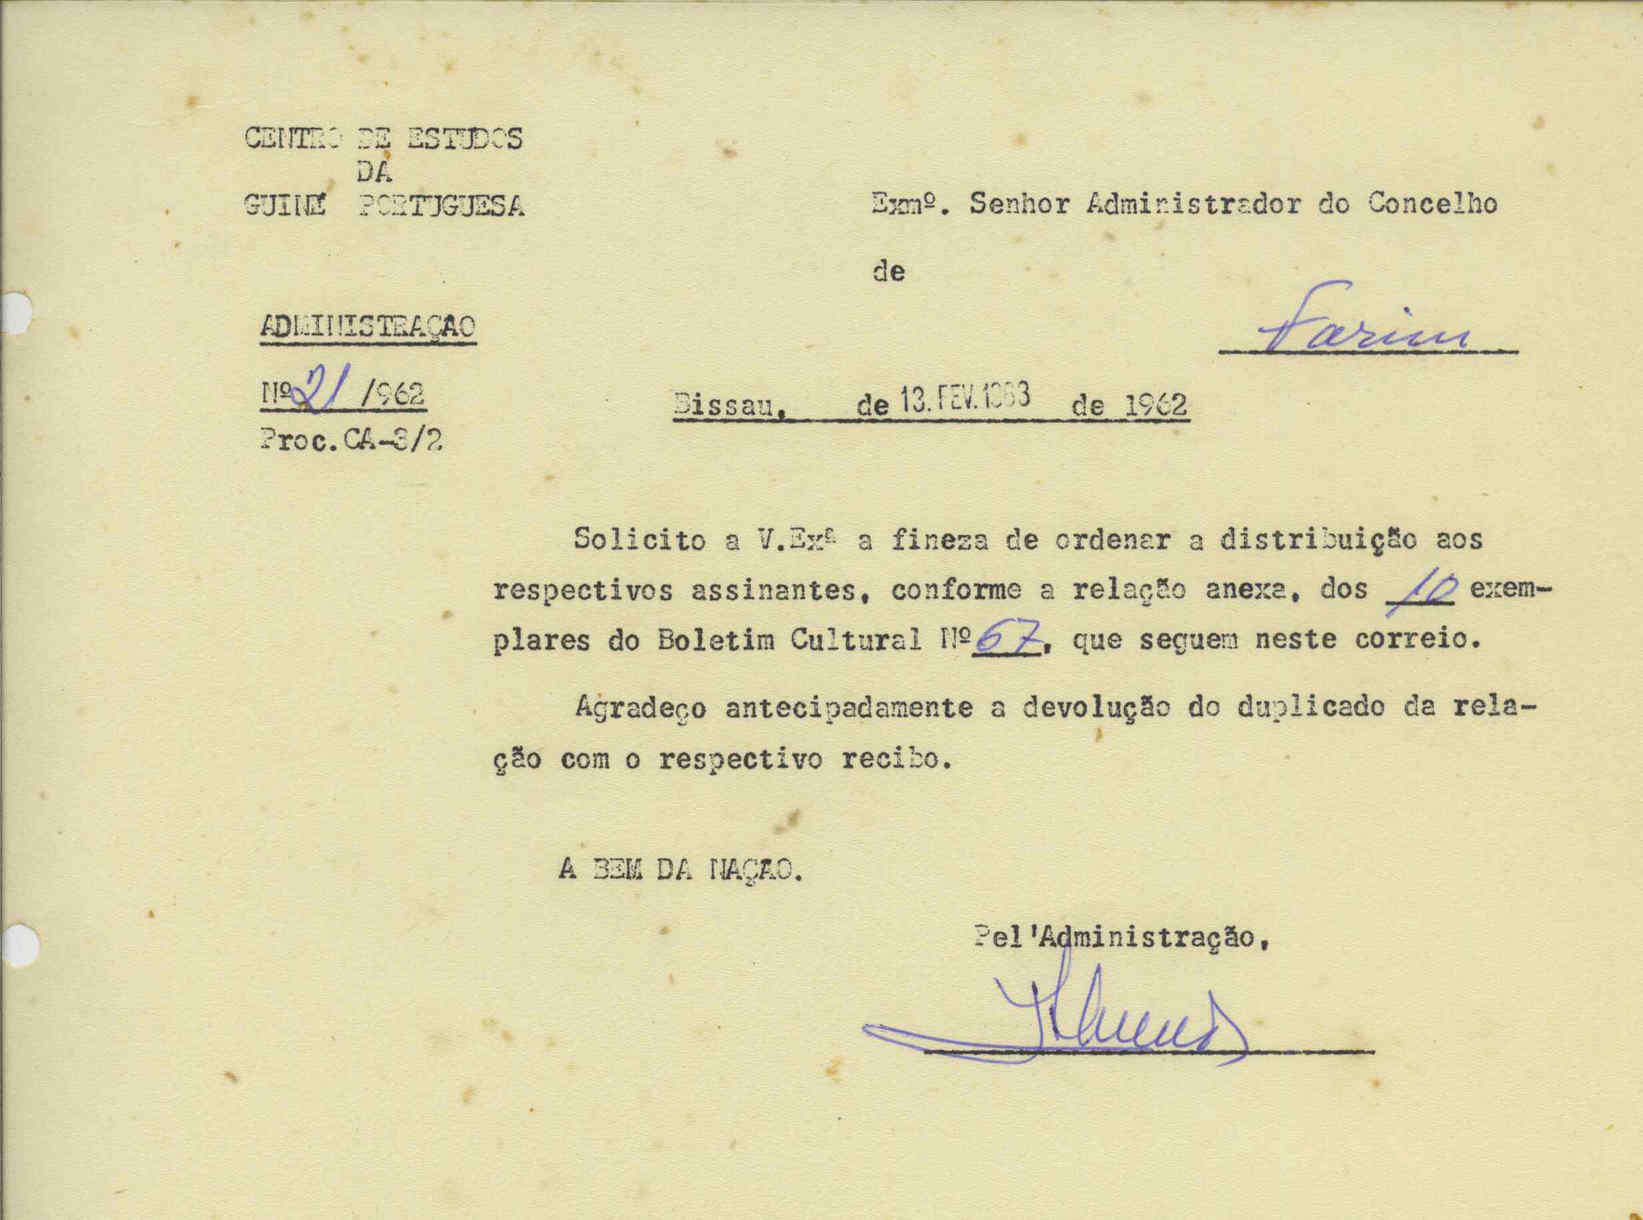 CENTRO DE ESTUDOS
DA
GUINÉ PORTUGUESA
Exmº. Senhor Administrador do Concelho
de
Farim
ADMINISTRAÇAO
Nº 21 /962
Proc.CA-3/2
Bissau, de 13. FEV. 1963 de 1962
Solicito a V.Exª a fineza de ordenar a distribuição aos
respectivos assinantes, conforme a relação anexa, dos 10 exem-
plares do Boletim Cultural Nº 67, que seguem neste correio.
Agradeço antecipadamente a devolução do duplicado da rela-
ção com o respectivo recibo.
A BEM DA NAÇAO.
Pel'Administração,